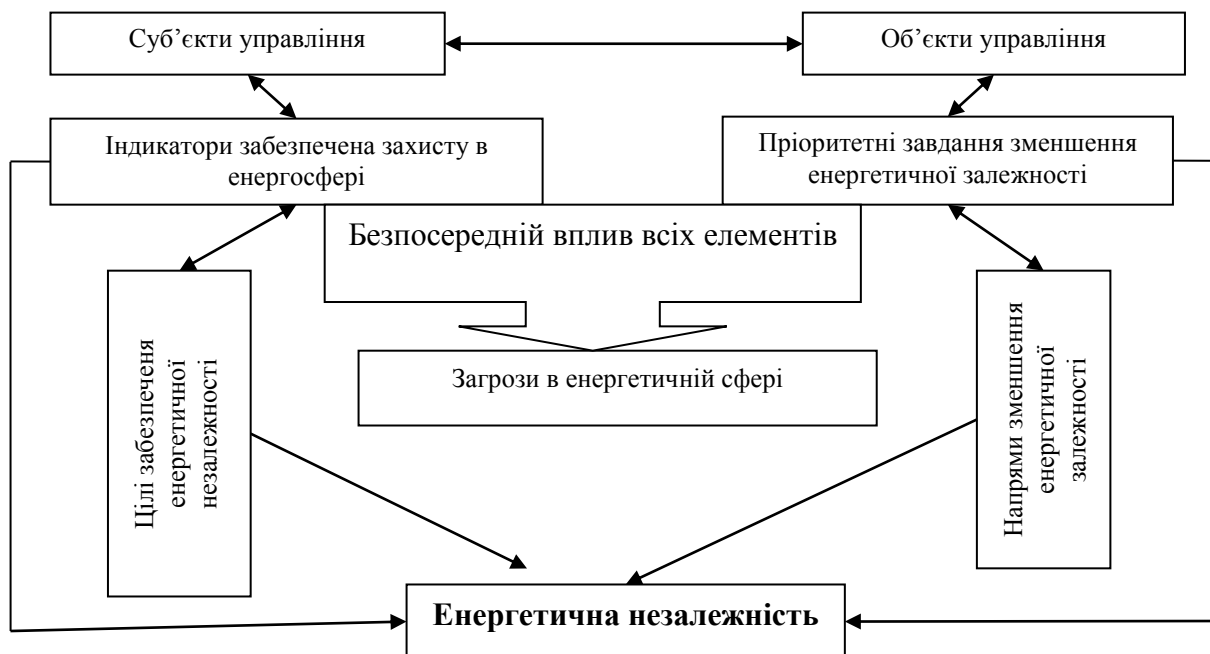 Суб’єкти управління
Об’єкти управління
Індикатори забезпечена захисту в
енергосфері
Пріоритетні завдання зменшення
енергетичної залежності
Безпосередній вплив всіх елементів
Цілі забезпеченя
енергетичної
незалежності
Загрози в енергетичній сфері
Напрями зменшення
енергетичної
залежності
Енергетична незалежність